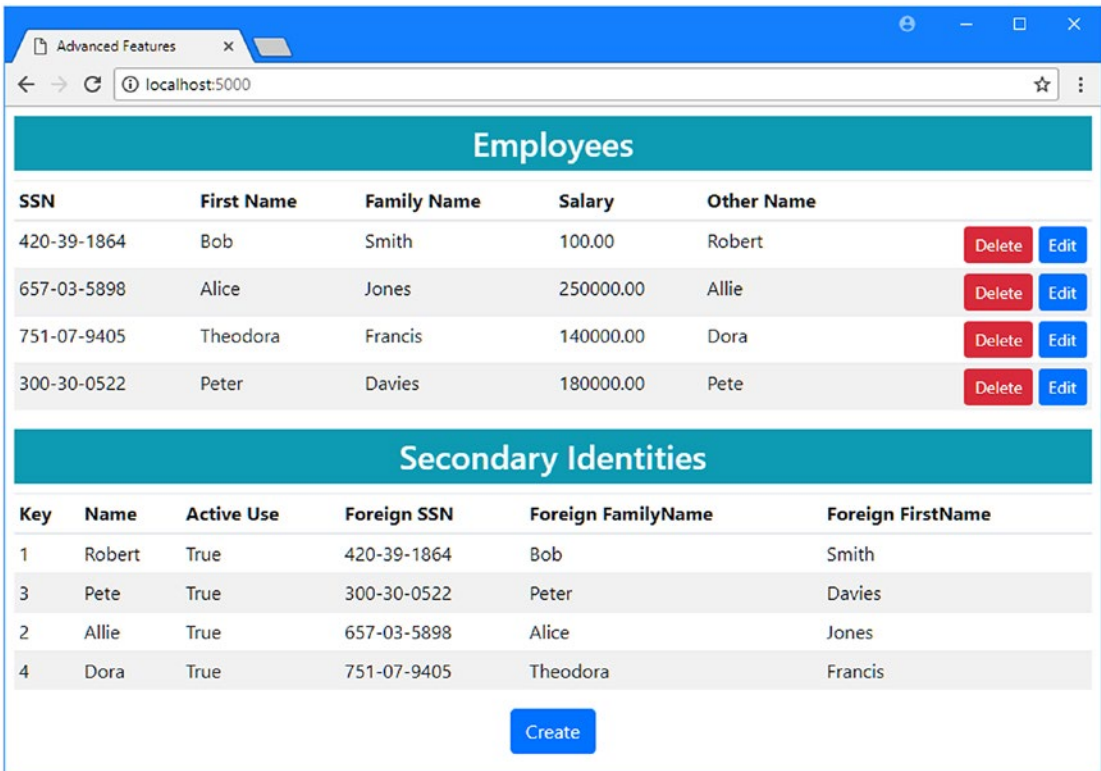 Advanced Features
localhost:5000
Employees
SSN First Name Family Name Salary Other Name
420-39-1864 Bob Smith 100.00 Robert Delete Edit
657-03-5898 Alice Jones 250000.00 Allie Delete Edit
751-07-9405 Theodora Francis 140000.00 Dora Delete Edit
300-30-0522 Peter Davies 180000.00 Pete Delete Edit
Secondary Identities
Key Name Active Use Foreign SSN Foreign FamilyName Foreign FirstName
1 Robert True 420-39-1864 Bob Smith
3 Pete True 300-30-0522 Peter Davies
2 Allie True 657-03-5898 Alice Jones
4 Dora True 751-07-9405 Theodora Francis
Create